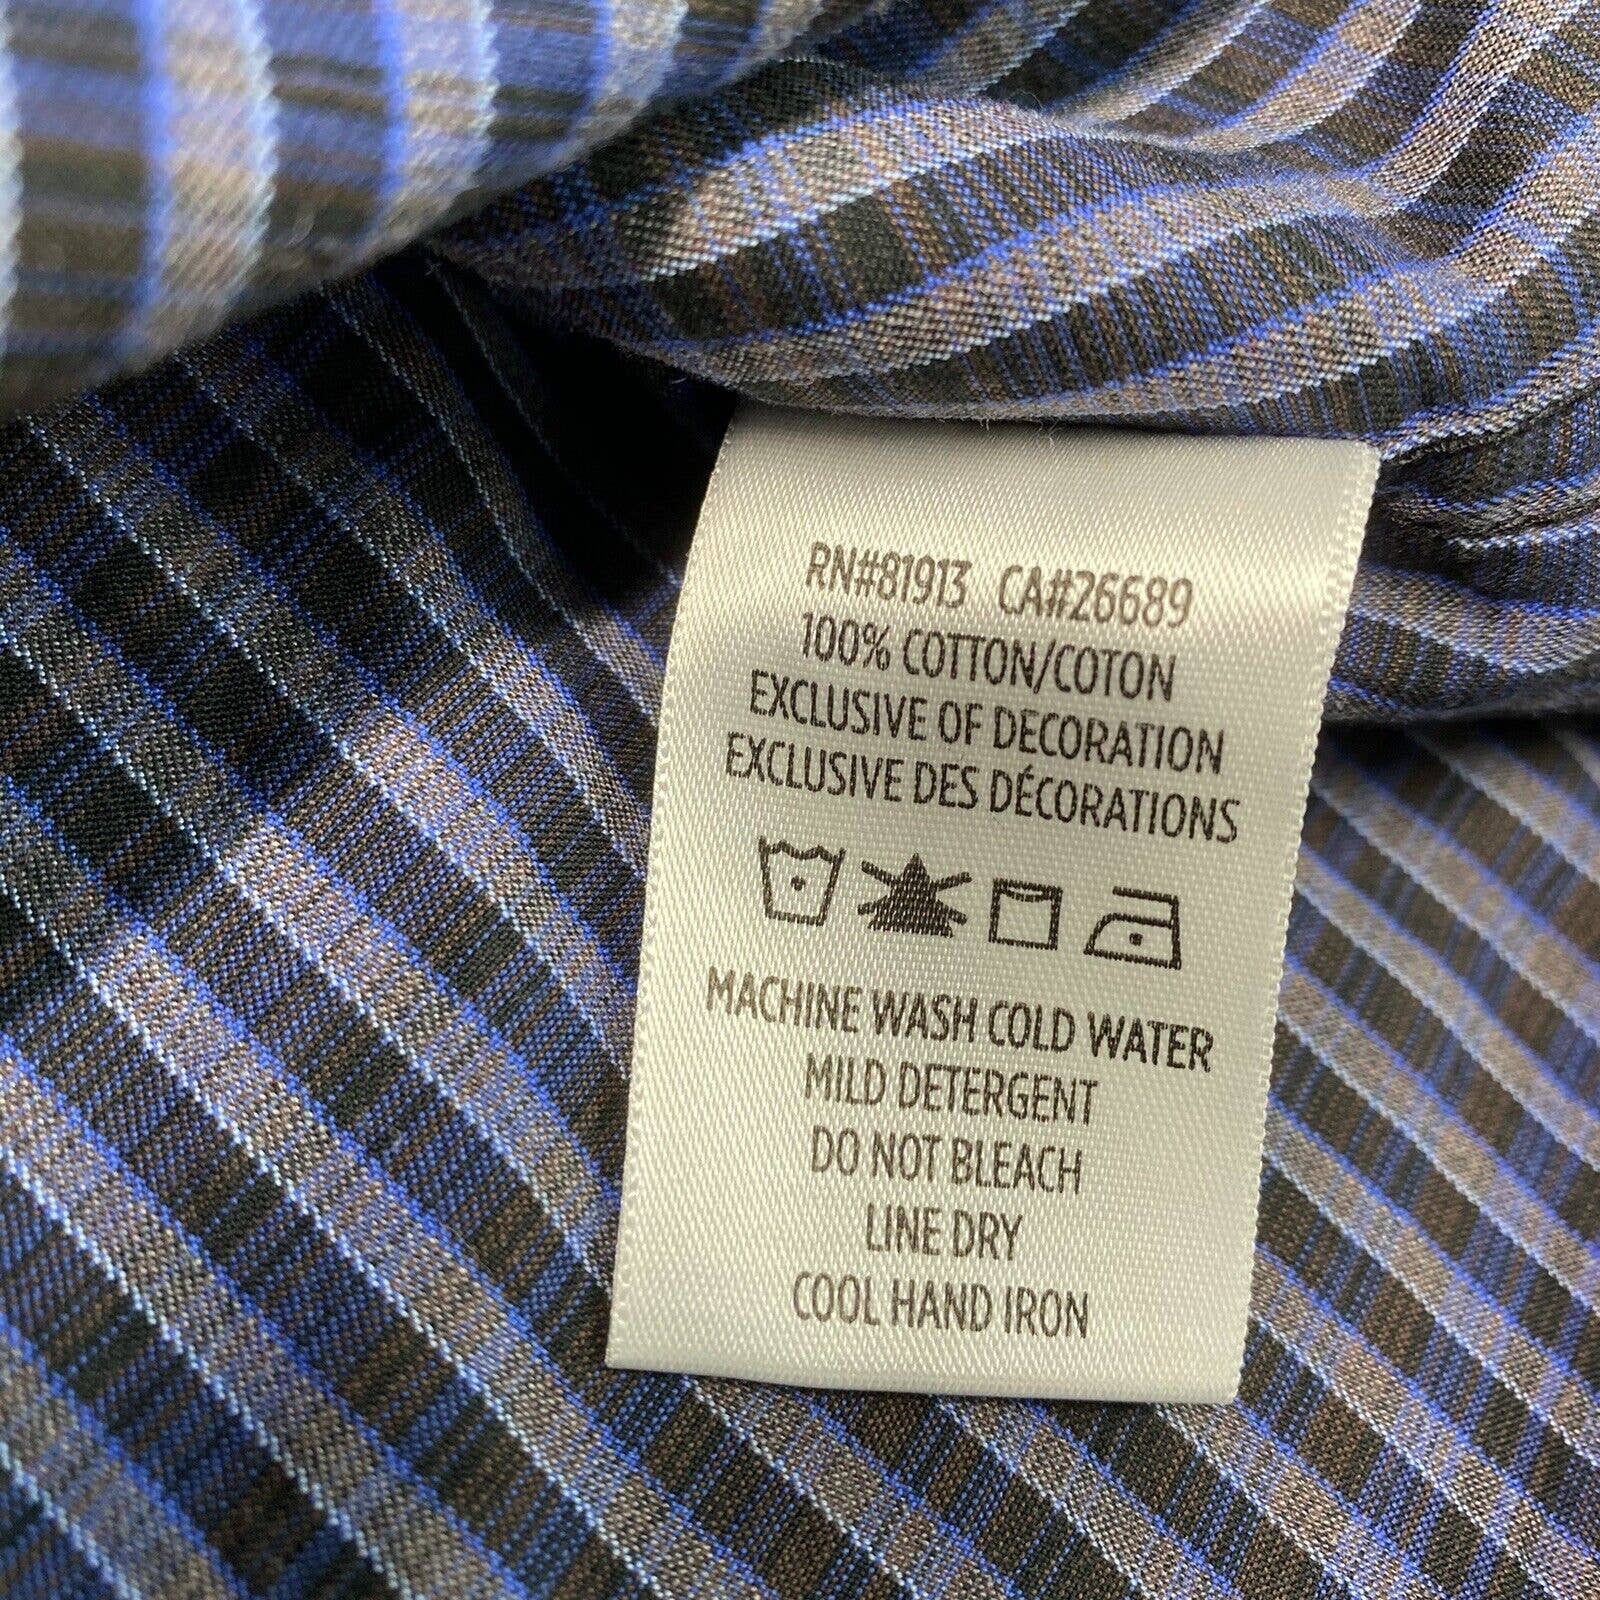 RN#81913 CA#26689
100% COTTON/COTON
EXCLUSIVE OF DECORATION
EXCLUSIVE DES DÉCORATIONS
MACHINE WASH COLD WATER
MILD DETERGENT
DO NOT BLEACH
LINE DRY
COOL HAND IRON